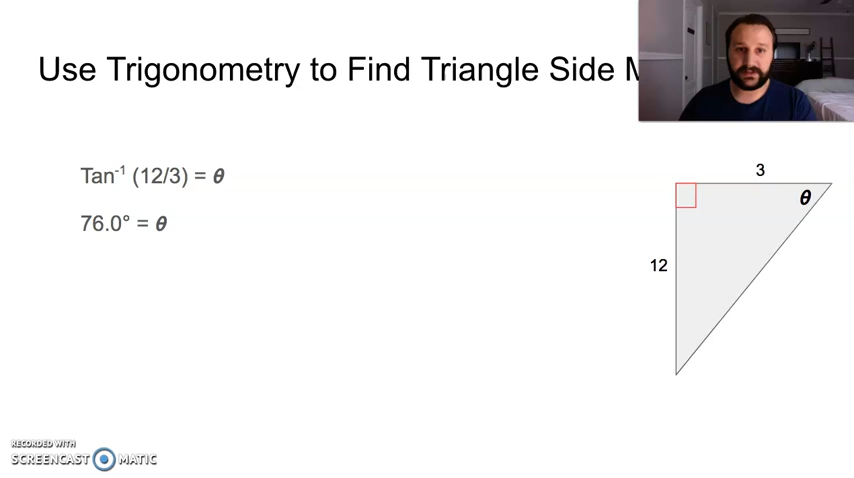 Use Trigonometry to Find Triangle Side
Tan⁻¹ (12/3) = θ
76.0° = θ
3
θ
12
RECORDED WITH
SCREENCAST MATIC